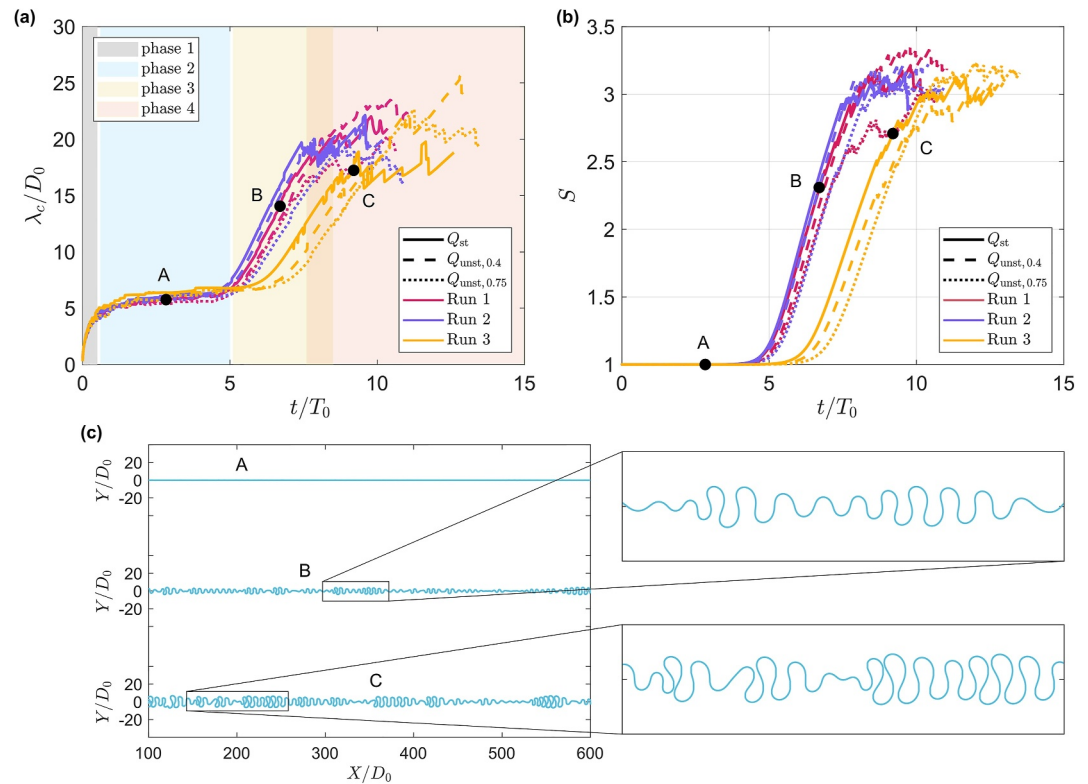 (a)
30
25
20
15
10
5
0
λc/D0
phase 1
phase 2
phase 3
phase 4
A
B
C
Qst
Qunst,0.4
Qunst,0.75
Run 1
Run 2
Run 3
0 5 10 15
t/T0
(b)
3.5
3
2.5
2
1.5
1
S
A
B
C
Qst
Qunst,0.4
Qunst,0.75
Run 1
Run 2
Run 3
0 5 10 15
t/T0
(c)
Y/D0
20
0
-20
A
Y/D0
20
0
-20
B
Y/D0
20
0
-20
C
100 200 300 400 500 600
X/D0